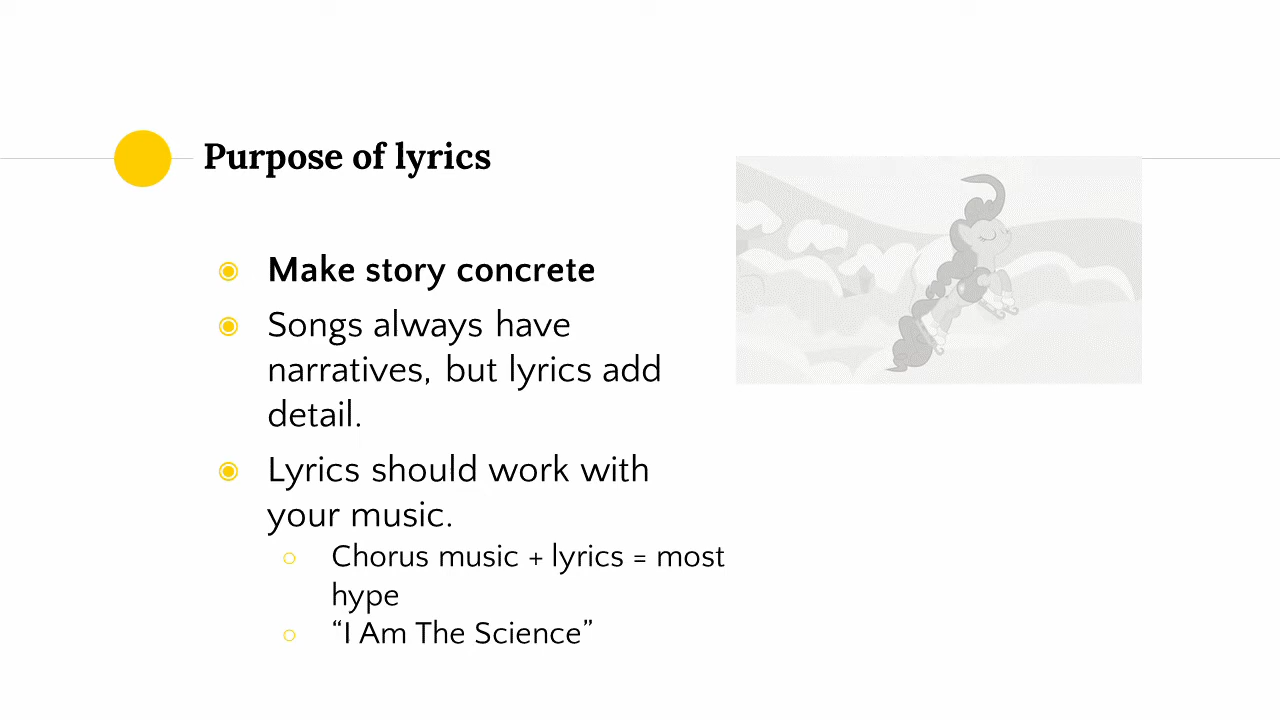 Purpose of lyrics
Make story concrete
Songs always have
narratives, but lyrics add
detail.
Lyrics should work with
your music.
Chorus music + lyrics = most
hype
“I Am The Science”